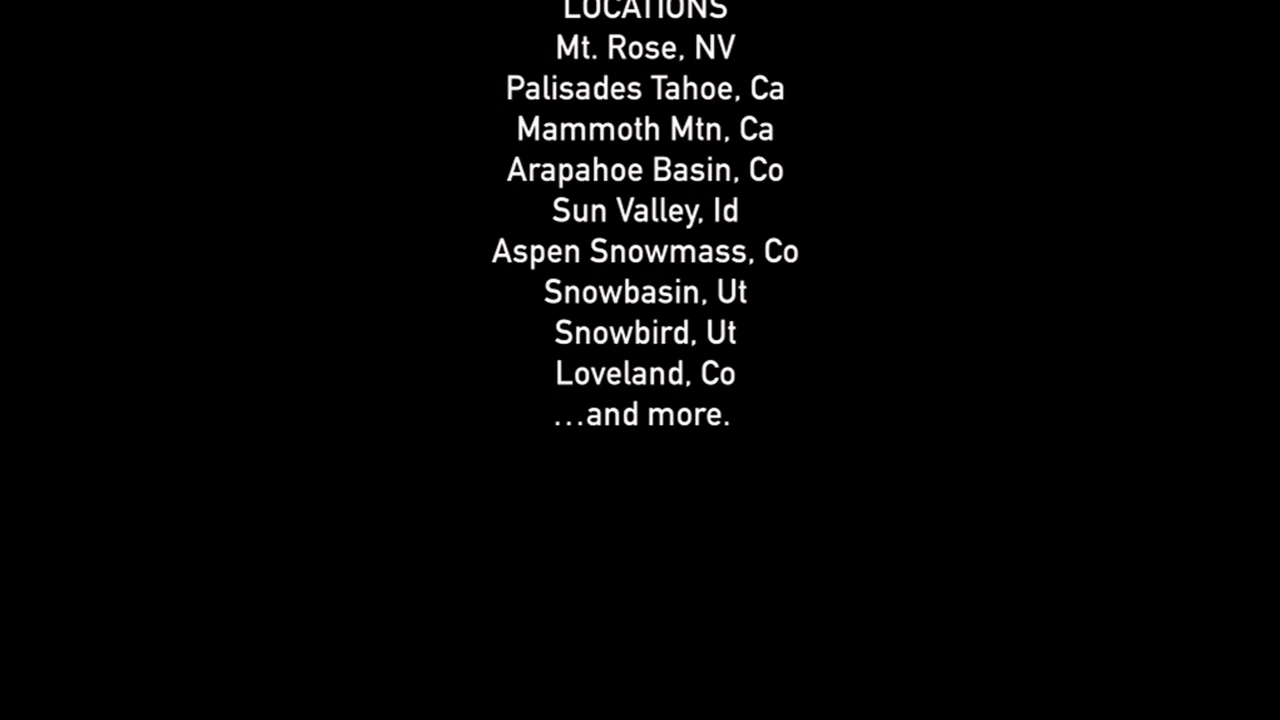 LOCATIONS
Mt. Rose, NV
Palisades Tahoe, Ca
Mammoth Mtn, Ca
Arapahoe Basin, Co
Sun Valley, Id
Aspen Snowmass, Co
Snowbasin, Ut
Snowbird, Ut
Loveland, Co
...and more.